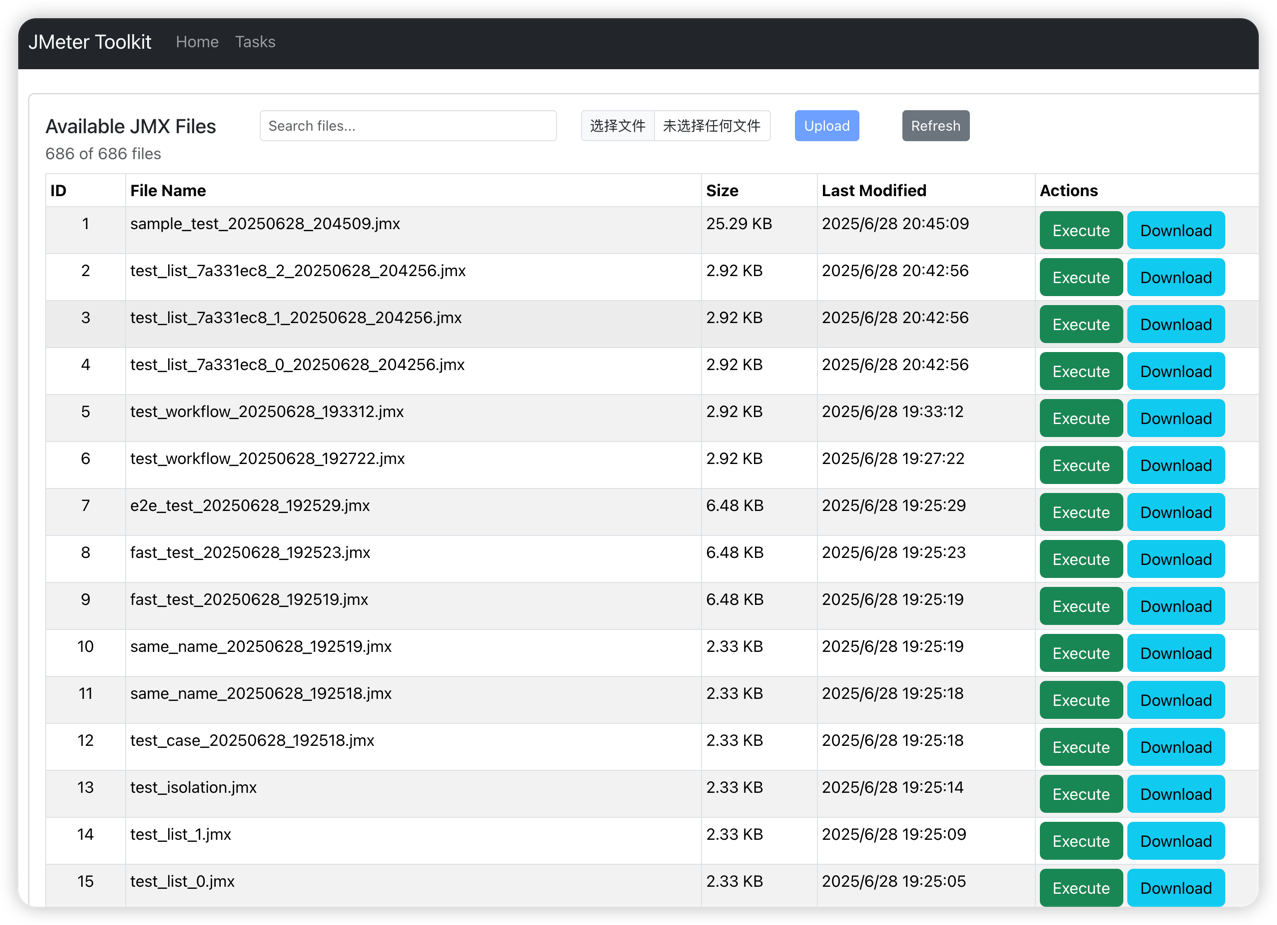 JMeter Toolkit Home Tasks
Available JMX Files Search files... 选择文件 未选择任何文件 Upload Refresh
686 of 686 files
ID File Name Size Last Modified Actions
1 sample_test_20250628_204509.jmx 25.29 KB 2025/6/28 20:45:09 Execute Download
2 test_list_7a331ec8_2_20250628_204256.jmx 2.92 KB 2025/6/28 20:42:56 Execute Download
3 test_list_7a331ec8_1_20250628_204256.jmx 2.92 KB 2025/6/28 20:42:56 Execute Download
4 test_list_7a331ec8_0_20250628_204256.jmx 2.92 KB 2025/6/28 20:42:56 Execute Download
5 test_workflow_20250628_193312.jmx 2.92 KB 2025/6/28 19:33:12 Execute Download
6 test_workflow_20250628_192722.jmx 2.92 KB 2025/6/28 19:27:22 Execute Download
7 e2e_test_20250628_192529.jmx 6.48 KB 2025/6/28 19:25:29 Execute Download
8 fast_test_20250628_192523.jmx 6.48 KB 2025/6/28 19:25:23 Execute Download
9 fast_test_20250628_192519.jmx 6.48 KB 2025/6/28 19:25:19 Execute Download
10 same_name_20250628_192519.jmx 2.33 KB 2025/6/28 19:25:19 Execute Download
11 same_name_20250628_192518.jmx 2.33 KB 2025/6/28 19:25:18 Execute Download
12 test_case_20250628_192518.jmx 2.33 KB 2025/6/28 19:25:18 Execute Download
13 test_isolation.jmx 2.33 KB 2025/6/28 19:25:14 Execute Download
14 test_list_1.jmx 2.33 KB 2025/6/28 19:25:09 Execute Download
15 test_list_0.jmx 2.33 KB 2025/6/28 19:25:05 Execute Download